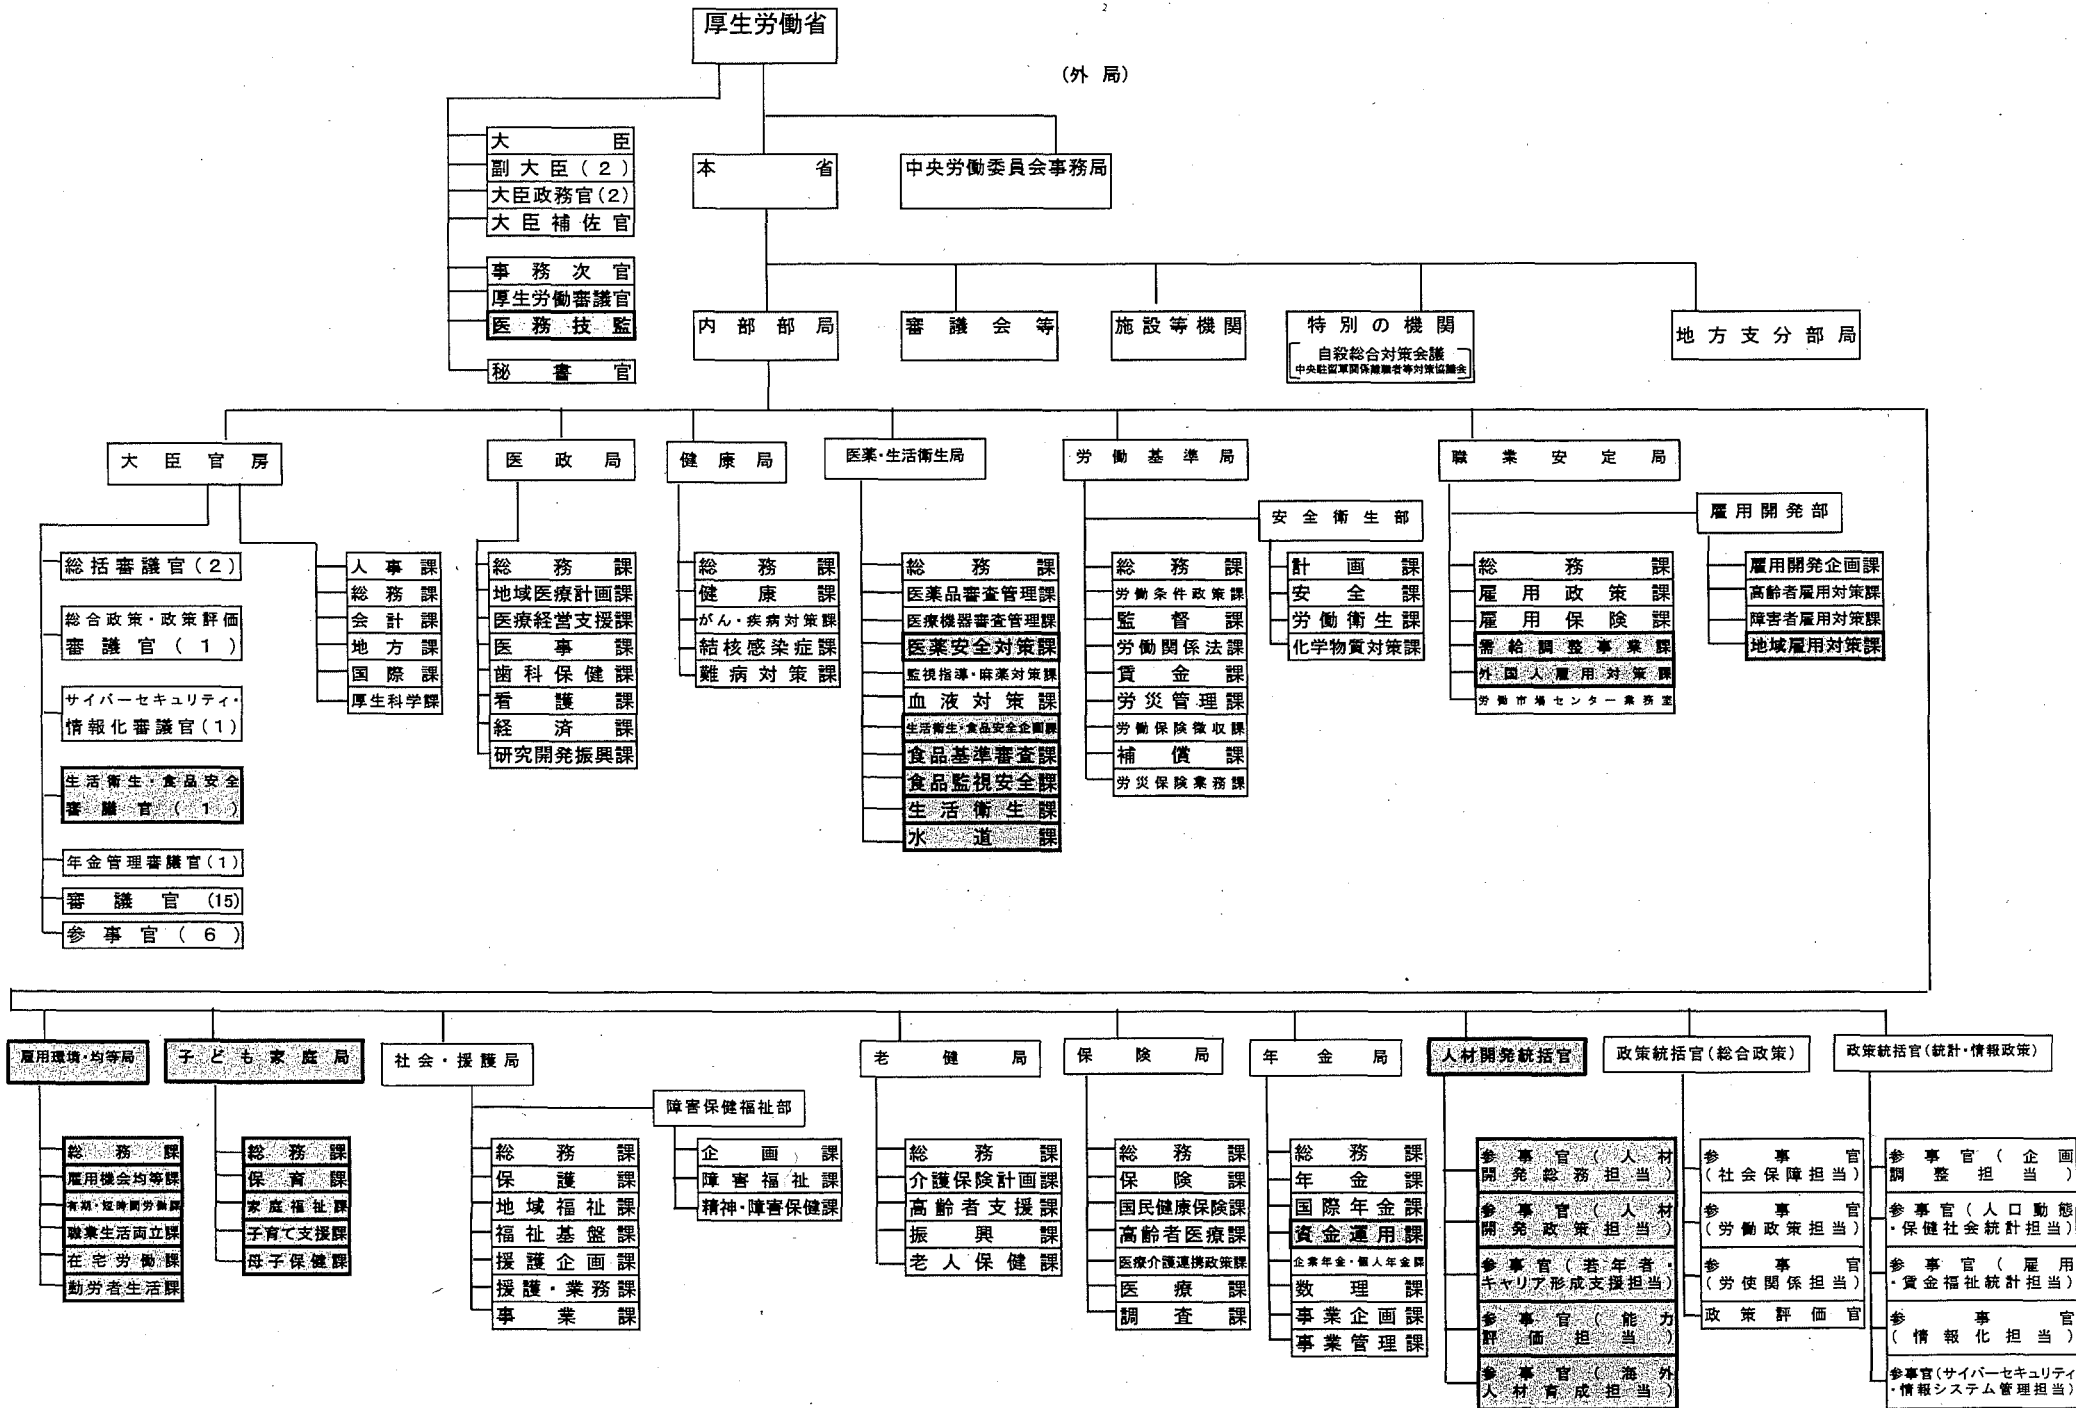 2
厚生労働省
(外局)
大臣
副大臣(2)
大臣政務官(2)
大臣補佐官
事務次官
厚生労働審議官
医務技監
秘書官
本省
中央労働委員会事務局
内部部局
審議会等
施設等機関
特別の機関
自殺総合対策会議
中央駐留軍関係離職者等対策協議会
地方支分部局
大臣官房
総括審議官(2)
総合政策・政策評価
審議官(1)
サイバーセキュリティ・
情報化審議官(1)
生活衛生・食品安全
審議官(1)
年金管理審議官(1)
審議官(15)
参事官(6)
人事課
総務課
会計課
地方課
国際課
厚生科学課
医政局
総務課
地域医療計画課
医療経営支援課
医事課
歯科保健課
看護課
経済課
研究開発振興課
健康局
総務課
健康課
がん・疾病対策課
結核感染症課
難病対策課
医薬・生活衛生局
総務課
医薬品審査管理課
医療機器審査管理課
医薬安全対策課
監視指導・麻薬対策課
血液対策課
生活衛生・食品安全企画課
食品基準審査課
食品監視安全課
生活衛生課
水道課
労働基準局
総務課
労働条件政策課
監督課
労働関係法課
賃金課
労災管理課
労働保険徴収課
補償課
労災保険業務課
安全衛生部
計画課
安全課
労働衛生課
化学物質対策課
職業安定局
総務課
雇用政策課
雇用保険課
需給調整事業課
外国人雇用対策課
労働市場センター業務室
雇用開発部
雇用開発企画課
高齢者雇用対策課
障害者雇用対策課
地域雇用対策課
雇用環境・均等局
総務課
雇用機会均等課
有期・短時間労働課
職業生活両立課
在宅労働課
勤労者生活課
子ども家庭局
総務課
保育課
家庭福祉課
子育て支援課
母子保健課
社会・援護局
総務課
保護課
地域福祉課
福祉基盤課
援護企画課
援護・業務課
事業課
障害保健福祉部
企画課
障害福祉課
精神・障害保健課
老健局
総務課
介護保険計画課
高齢者支援課
振興課
老人保健課
保険局
総務課
保険課
国民健康保険課
高齢者医療課
医療介護連携政策課
医療課
調査課
年金局
総務課
年金課
国際年金課
資金運用課
企業年金・個人年金課
数理課
事業企画課
事業管理課
人材開発統括官
参事官(人材
開発総務担当)
参事官(人材
開発政策担当)
参事官(若年者・
キャリア形成支援担当)
参事官(能力
評価担当)
参事官(海外
人材育成担当)
政策統括官(総合政策)
参事官
(社会保障担当)
参事官
(労働政策担当)
参事官
(労使関係担当)
政策評価官
政策統括官(統計・情報政策)
参事官(企画
調整担当)
参事官(人口動態
・保健社会統計担当)
参事官(雇用
・賃金福祉統計担当)
参事官
(情報化担当)
参事官(サイバーセキュリティ
・情報システム管理担当)